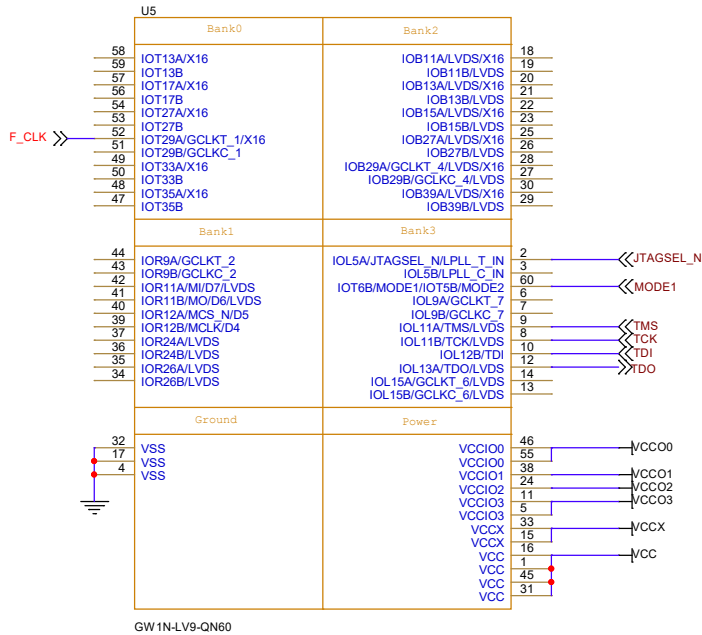 U5
Bank0 Bank2
58 IOT13A/X16 IOB11A/LVDS/X16 18
59 IOT13B IOB11B/LVDS 19
57 IOT17A/X16 IOB13A/LVDS/X16 20
56 IOT17B IOB13B/LVDS 21
54 IOT27A/X16 IOB15A/LVDS/X16 22
53 IOT27B IOB15B/LVDS 23
F_CLK 52 IOT29A/GCLKT_1/X16 IOB27A/LVDS/X16 25
51 IOT29B/GCLKC_1 IOB27B/LVDS 26
49 IOT33A/X16 IOB29A/GCLKT_4/LVDS/X16 28
50 IOT33B IOB29B/GCLKC_4/LVDS 27
48 IOT35A/X16 IOB39A/LVDS/X16 30
47 IOT35B IOB39B/LVDS 29
Bank1 Bank3
44 IOR9A/GCLKT_2 IOL5A/JTAGSEL_N/LPLL_T_IN 2 JTAGSEL_N
43 IOR9B/GCLKC_2 IOL5B/LPLL_C_IN 3
42 IOR11A/MI/D7/LVDS IOT6B/MODE1/IOT5B/MODE2 60 MODE1
41 IOR11B/MO/D6/LVDS IOL9A/GCLKT_7 6
40 IOR12A/MCS_N/D5 IOL9B/GCLKC_7 7
39 IOR12B/MCLK/D4 IOL11A/TMS/LVDS 9 TMS
37 IOR24A/LVDS IOL11B/TCK/LVDS 8 TCK
36 IOR24B/LVDS IOL12B/TDI 10 TDI
35 IOR26A/LVDS IOL13A/TDO/LVDS 12 TDO
34 IOR26B/LVDS IOL15A/GCLKT_6/LVDS 14
IOL15B/GCLKC_6/LVDS 13
Ground Power
32 VSS VCCIO0 46 VCCO0
17 VSS VCCIO0 55
4 VSS VCCIO1 38 VCCO1
VCCIO2 24 VCCO2
VCCIO3 11 VCCO3
VCCIO3 5
VCCX 33 VCCX
VCCX 15
VCC 16 VCC
VCC 1
VCC 45
VCC 31
GW1N-LV9-QN60